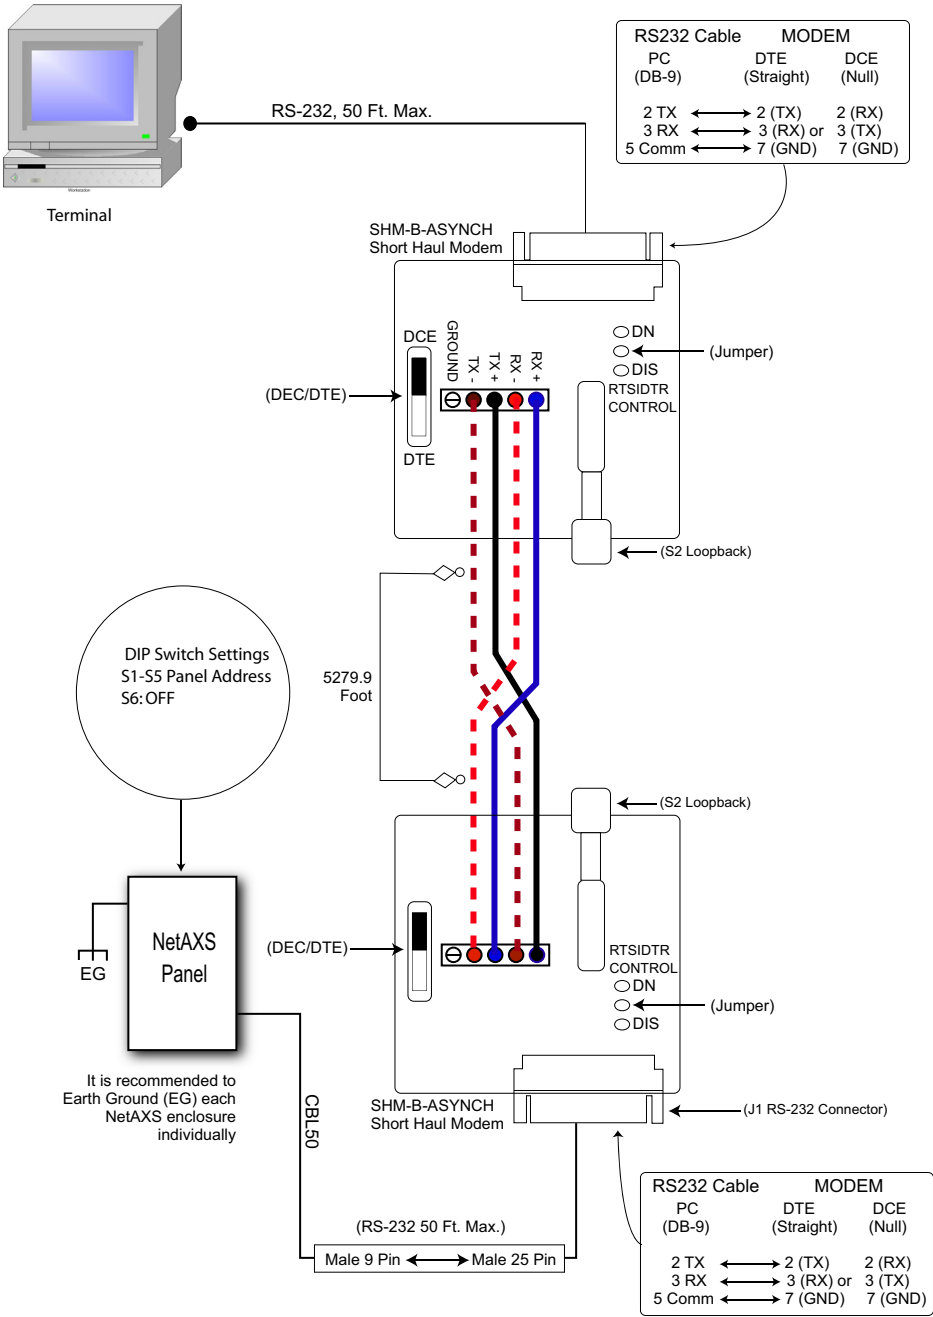 RS232 Cable MODEM
PC DTE DCE
(DB-9) (Straight) (Null)
2 TX 2 (TX) 2 (RX)
3 RX 3 (RX) or 3 (TX)
5 Comm 7 (GND) 7 (GND)
RS-232, 50 Ft. Max.
Workstation
Terminal
SHM-B-ASYNCH
Short Haul Modem
DCE
GROUND
TX -
TX +
RX -
RX +
DN
(Jumper)
DIS
RTSIDTR
CONTROL
(DEC/DTE)
DTE
(S2 Loopback)
5279.9
Foot
DIP Switch Settings
S1-S5 Panel Address
S6: OFF
(S2 Loopback)
NetAXS
Panel
EG
(DEC/DTE)
RTSIDTR
CONTROL
DN
(Jumper)
DIS
It is recommended to
Earth Ground (EG) each
NetAXS enclosure
individually
CBL50
SHM-B-ASYNCH
Short Haul Modem
(J1 RS-232 Connector)
(RS-232 50 Ft. Max.)
Male 9 Pin Male 25 Pin
RS232 Cable MODEM
PC DTE DCE
(DB-9) (Straight) (Null)
2 TX 2 (TX) 2 (RX)
3 RX 3 (RX) or 3 (TX)
5 Comm 7 (GND) 7 (GND)